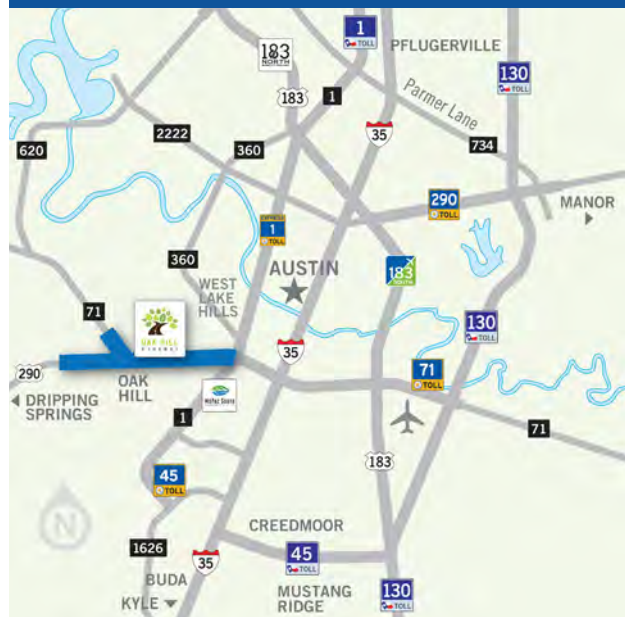 1
TOLL
PFLUGERVILLE
183
NORTH
130
TOLL
183
1
Parmer Lane
35
2222
620
360
734
290
TOLL
MANOR
EXPRESS
1
TOLL
360
AUSTIN
183
SOUTH
WEST
LAKE
HILLS
71
OAK HILL
PARKWAY
130
TOLL
35
290
71
TOLL
OAK
HILL
DRIPPING
SPRINGS
1
71
183
45
TOLL
N
CREEDMOOR
1626
35
45
TOLL
BUDA
KYLE
MUSTANG
RIDGE
130
TOLL